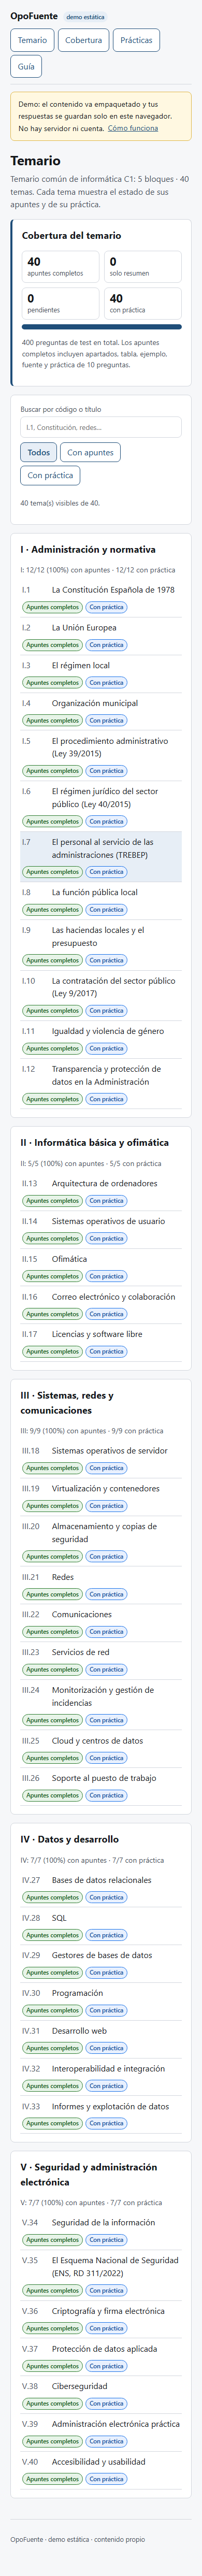 OpoFuente demo estática
Temario Cobertura Prácticas
Guía
Demo: el contenido va empaquetado y tus
respuestas se guardan solo en este navegador.
No hay servidor ni cuenta. Cómo funciona
Temario
Temario común de informática C1: 5 bloques · 40
temas. Cada tema muestra el estado de sus
apuntes y de su práctica.
Cobertura del temario
40 0
apuntes completos solo resumen
0 40
pendientes con práctica
400 preguntas de test en total. Los apuntes
completos incluyen apartados, tabla, ejemplo,
fuente y práctica de 10 preguntas.
Buscar por código o título
I.1, Constitución, redes...
Todos Con apuntes
Con práctica
40 tema(s) visibles de 40.
I · Administración y normativa
I: 12/12 (100%) con apuntes · 12/12 con práctica
I.1 La Constitución Española de 1978
Apuntes completos Con práctica
I.2 La Unión Europea
Apuntes completos Con práctica
I.3 El régimen local
Apuntes completos Con práctica
I.4 Organización municipal
Apuntes completos Con práctica
I.5 El procedimiento administrativo
(Ley 39/2015)
Apuntes completos Con práctica
I.6 El régimen jurídico del sector
público (Ley 40/2015)
Apuntes completos Con práctica
I.7 El personal al servicio de las
administraciones (TREBEP)
Apuntes completos Con práctica
I.8 La función pública local
Apuntes completos Con práctica
I.9 Las haciendas locales y el
presupuesto
Apuntes completos Con práctica
I.10 La contratación del sector público
(Ley 9/2017)
Apuntes completos Con práctica
I.11 Igualdad y violencia de género
Apuntes completos Con práctica
I.12 Transparencia y protección de
datos en la Administración
Apuntes completos Con práctica
II · Informática básica y ofimática
II: 5/5 (100%) con apuntes · 5/5 con práctica
II.13 Arquitectura de ordenadores
Apuntes completos Con práctica
II.14 Sistemas operativos de usuario
Apuntes completos Con práctica
II.15 Ofimática
Apuntes completos Con práctica
II.16 Correo electrónico y colaboración
Apuntes completos Con práctica
II.17 Licencias y software libre
Apuntes completos Con práctica
III · Sistemas, redes y
comunicaciones
III: 9/9 (100%) con apuntes · 9/9 con práctica
III.18 Sistemas operativos de servidor
Apuntes completos Con práctica
III.19 Virtualización y contenedores
Apuntes completos Con práctica
III.20 Almacenamiento y copias de
seguridad
Apuntes completos Con práctica
III.21 Redes
Apuntes completos Con práctica
III.22 Comunicaciones
Apuntes completos Con práctica
III.23 Servicios de red
Apuntes completos Con práctica
III.24 Monitorización y gestión de
incidencias
Apuntes completos Con práctica
III.25 Cloud y centros de datos
Apuntes completos Con práctica
III.26 Soporte al puesto de trabajo
Apuntes completos Con práctica
IV · Datos y desarrollo
IV: 7/7 (100%) con apuntes · 7/7 con práctica
IV.27 Bases de datos relacionales
Apuntes completos Con práctica
IV.28 SQL
Apuntes completos Con práctica
IV.29 Gestores de bases de datos
Apuntes completos Con práctica
IV.30 Programación
Apuntes completos Con práctica
IV.31 Desarrollo web
Apuntes completos Con práctica
IV.32 Interoperabilidad e integración
Apuntes completos Con práctica
IV.33 Informes y explotación de datos
Apuntes completos Con práctica
V · Seguridad y administración
electrónica
V: 7/7 (100%) con apuntes · 7/7 con práctica
V.34 Seguridad de la información
Apuntes completos Con práctica
V.35 El Esquema Nacional de Seguridad
(ENS, RD 311/2022)
Apuntes completos Con práctica
V.36 Criptografía y firma electrónica
Apuntes completos Con práctica
V.37 Protección de datos aplicada
Apuntes completos Con práctica
V.38 Ciberseguridad
Apuntes completos Con práctica
V.39 Administración electrónica práctica
Apuntes completos Con práctica
V.40 Accesibilidad y usabilidad
Apuntes completos Con práctica
OpoFuente · demo estática · contenido propio